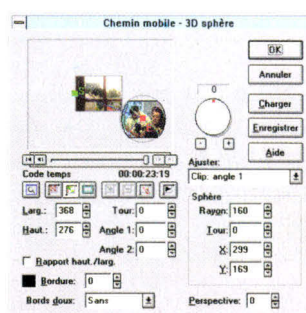 Chemin mobile - 3D sphère
OK
Annuler
Charger
Enregistrer
Aide
0
Code temps 00:00:23:19
Ajuster:
Clip: angle 1
Larg.: 368 Tour: 0
Haut.: 276 Angle 1: 0
Angle 2: 0
Rapport haut./larg.
Bordure: 0
Bords doux: Sans
Sphère
Rayon: 160
Tour: 0
X: 299
Y: 169
Perspective: 0